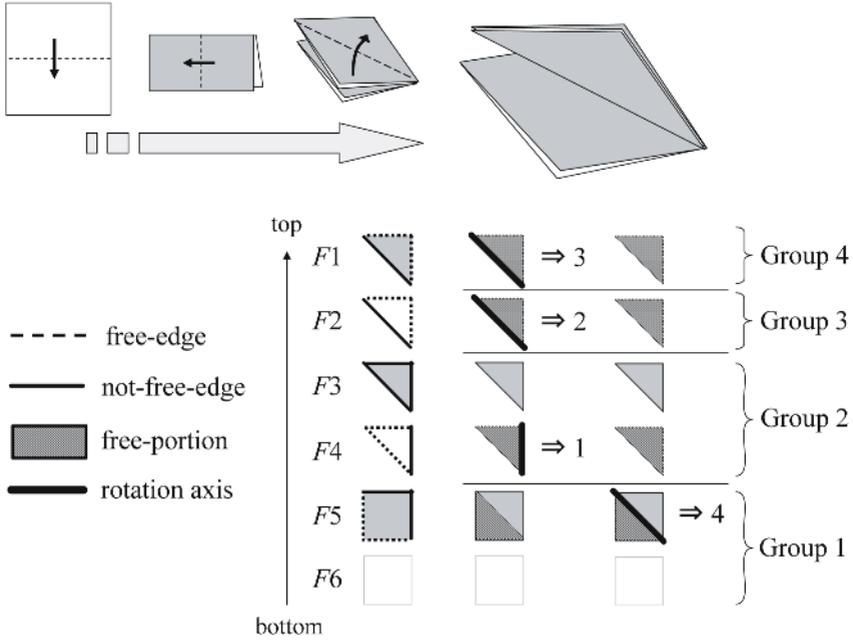 top
F1
⇒ 3
Group 4
F2
⇒ 2
Group 3
free-edge
not-free-edge
F3
Group 2
free-portion
F4
⇒ 1
rotation axis
F5
⇒ 4
Group 1
F6
bottom